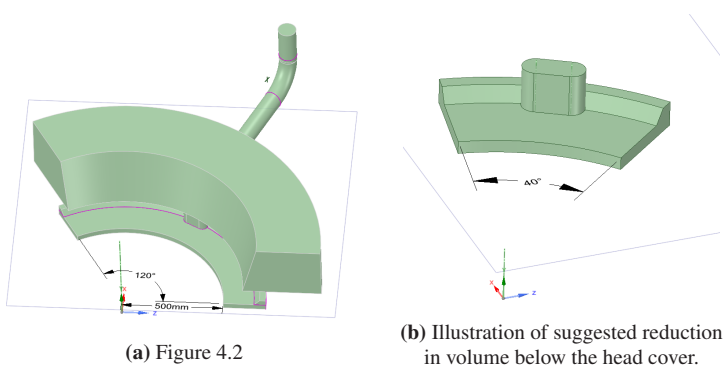 120°
500mm
X
Z
(a) Figure 4.2
40°
X
Z
(b) Illustration of suggested reduction
in volume below the head cover.